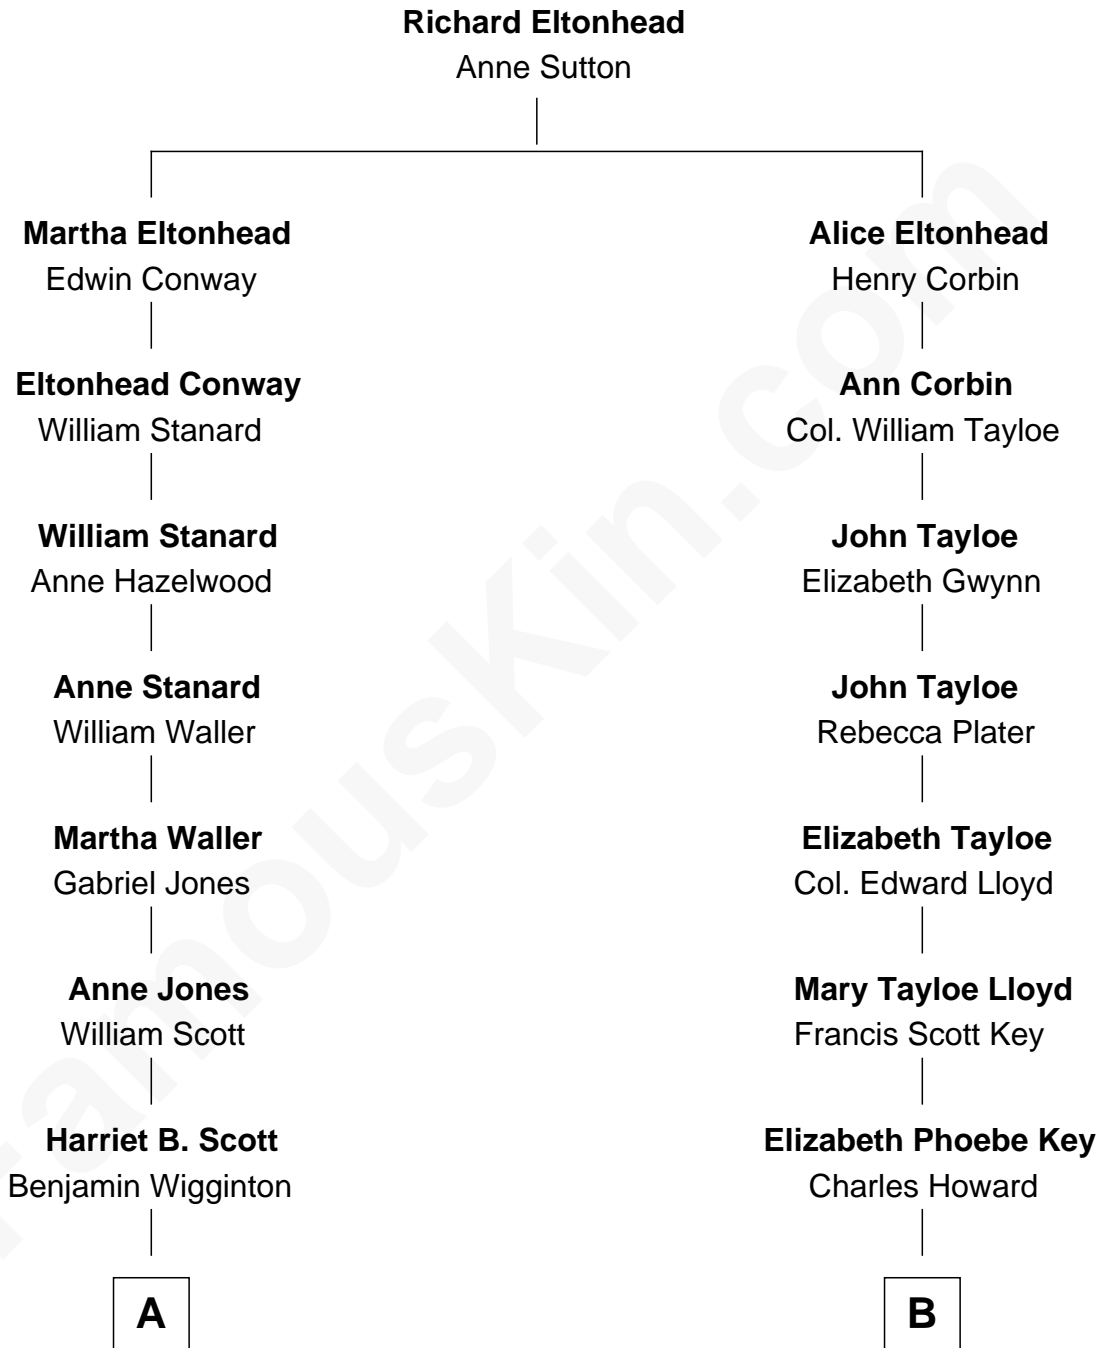 Richard Eltonhead
Anne Sutton
Martha Eltonhead
Edwin Conway
Eltonhead Conway
William Stanard
William Stanard
Anne Hazelwood
Anne Stanard
William Waller
Martha Waller
Gabriel Jones
Anne Jones
William Scott
Harriet B. Scott
Benjamin Wigginton
A
Alice Eltonhead
Henry Corbin
Ann Corbin
Col. William Tayloe
John Tayloe
Elizabeth Gwynn
John Tayloe
Rebecca Plater
Elizabeth Tayloe
Col. Edward Lloyd
Mary Tayloe Lloyd
Francis Scott Key
Elizabeth Phoebe Key
Charles Howard
B
FamousKin.com